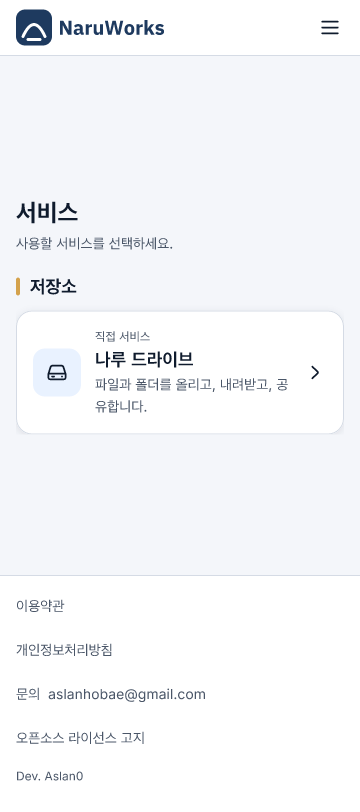 NaruWorks
서비스
사용할 서비스를 선택하세요.
저장소
직접 서비스
나루 드라이브
파일과 폴더를 올리고, 내려받고, 공
유합니다.
이용약관
개인정보처리방침
문의 aslanhobae@gmail.com
오픈소스 라이선스 고지
Dev. Aslan0